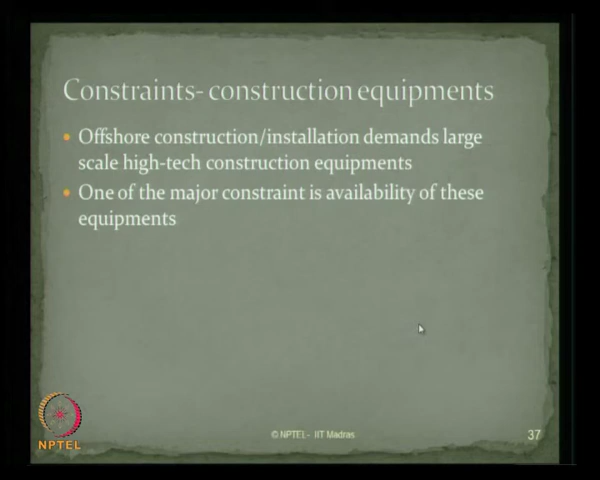 Constraints- construction equipments
• Offshore construction/installation demands large
scale high-tech construction equipments
• One of the major constraint is availability of these
equipments
NPTEL
© NPTEL - IIT Madras
37